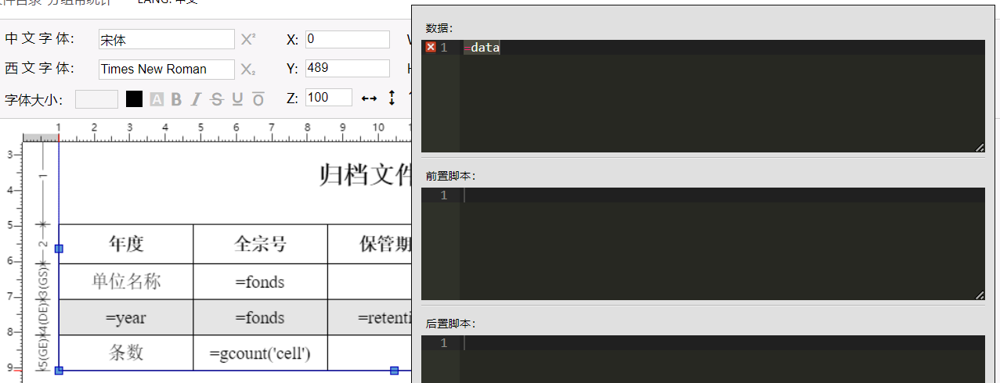 LANG: 中文
中 文 字 体: 宋体 X² X: 0
西 文 字 体: Times New Roman X₂ Y: 489
字体大小: A B I S U O Z: 100
1 2 3 4 5 6 7 8 9 10
3
4
5
6
7
8
9
1
2
3(GS)
4(DE)
5(GE)
归档文件
年度 全宗号 保管期
单位名称 =fonds
=year =fonds =retenti
条数 =gcount('cell')
数据:
1 =data
前置脚本:
1
后置脚本:
1